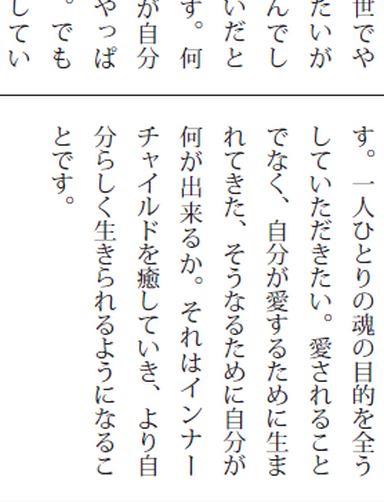 世でや
たいが
んでし
いだと
す。何
が自分
やっぱ
。でも
してい
す。一人ひとりの魂の目的を全う
していただきたい。愛されること
でなく、自分が愛するために生ま
れてきた、そうなるために自分が
何が出来るか。それはインナー
チャイルドを癒していき、より自
分らしく生きられるようになるこ
とです。